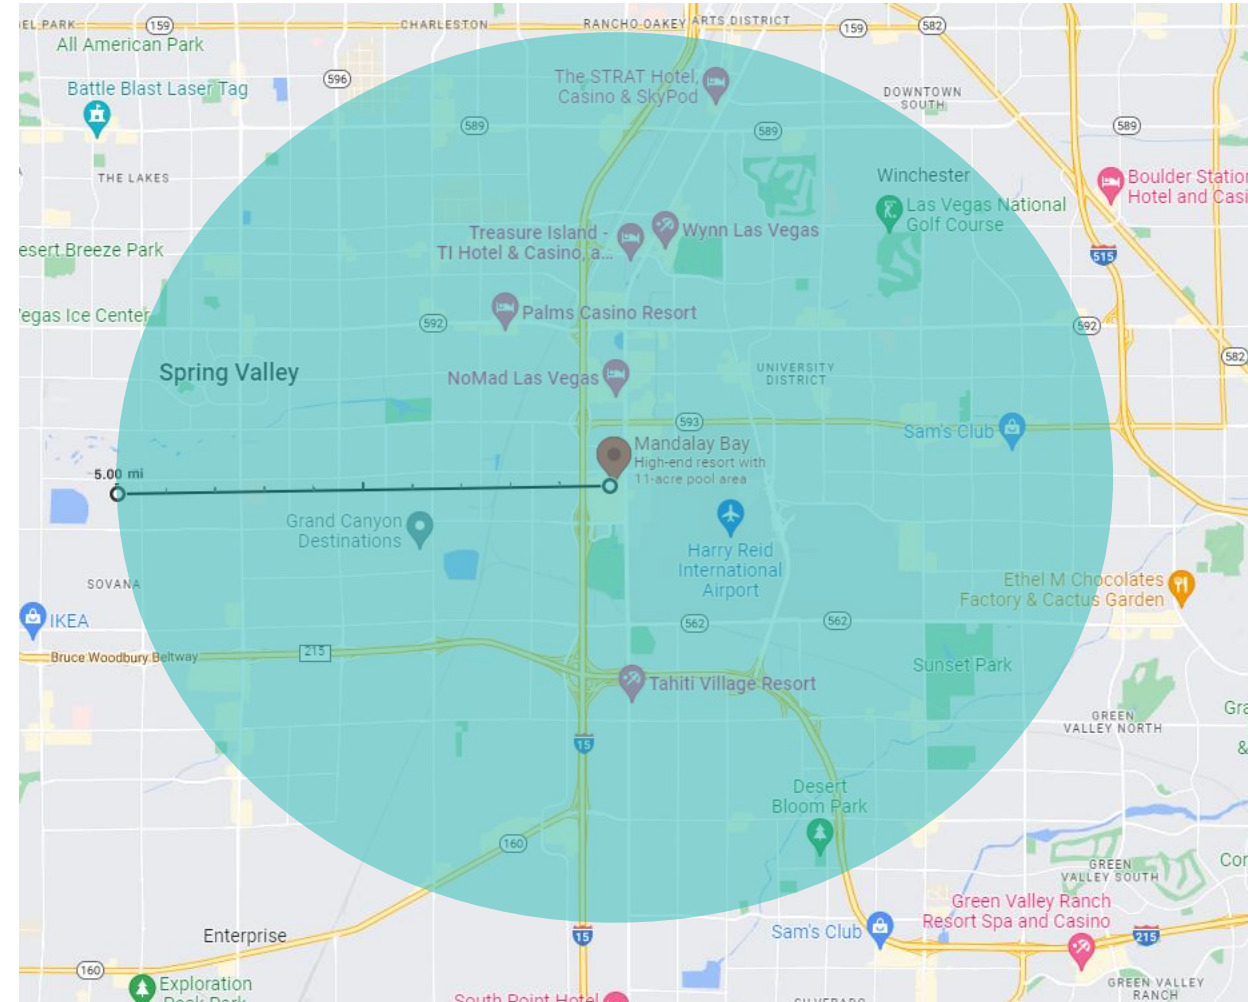 EL PARK
159
CHARLESTON
RANCHO OAKEY
ARTS DISTRICT
159
582
All American Park
596
The STRAT Hotel,
Casino & SkyPod
Battle Blast Laser Tag
DOWNTOWN
SOUTH
589
589
589
THE LAKES
Winchester
Boulder Station
Hotel and Casi
Las Vegas National
Golf Course
Treasure Island -
TI Hotel & Casino, a...
Wynn Las Vegas
esert Breeze Park
515
Vegas Ice Center
Palms Casino Resort
592
592
582
Spring Valley
NoMad Las Vegas
UNIVERSITY
DISTRICT
593
Sam's Club
Mandalay Bay
High-end resort with
11-acre pool area
5.00 mi
Grand Canyon
Destinations
Harry Reid
International
Airport
SOVANA
Ethel M Chocolates
Factory & Cactus Garden
IKEA
562
562
Bruce Woodbury Beltway
215
Sunset Park
Tahiti Village Resort
GREEN
VALLEY NORTH
Gra
&
15
Desert
Bloom Park
160
GREEN
VALLEY SOUTH
Cor
Green Valley Ranch
Resort Spa and Casino
Enterprise
15
Sam's Club
215
160
Exploration
Peak Park
South Point Hotel
SILVERADO
GREEN VALLEY
RANCH